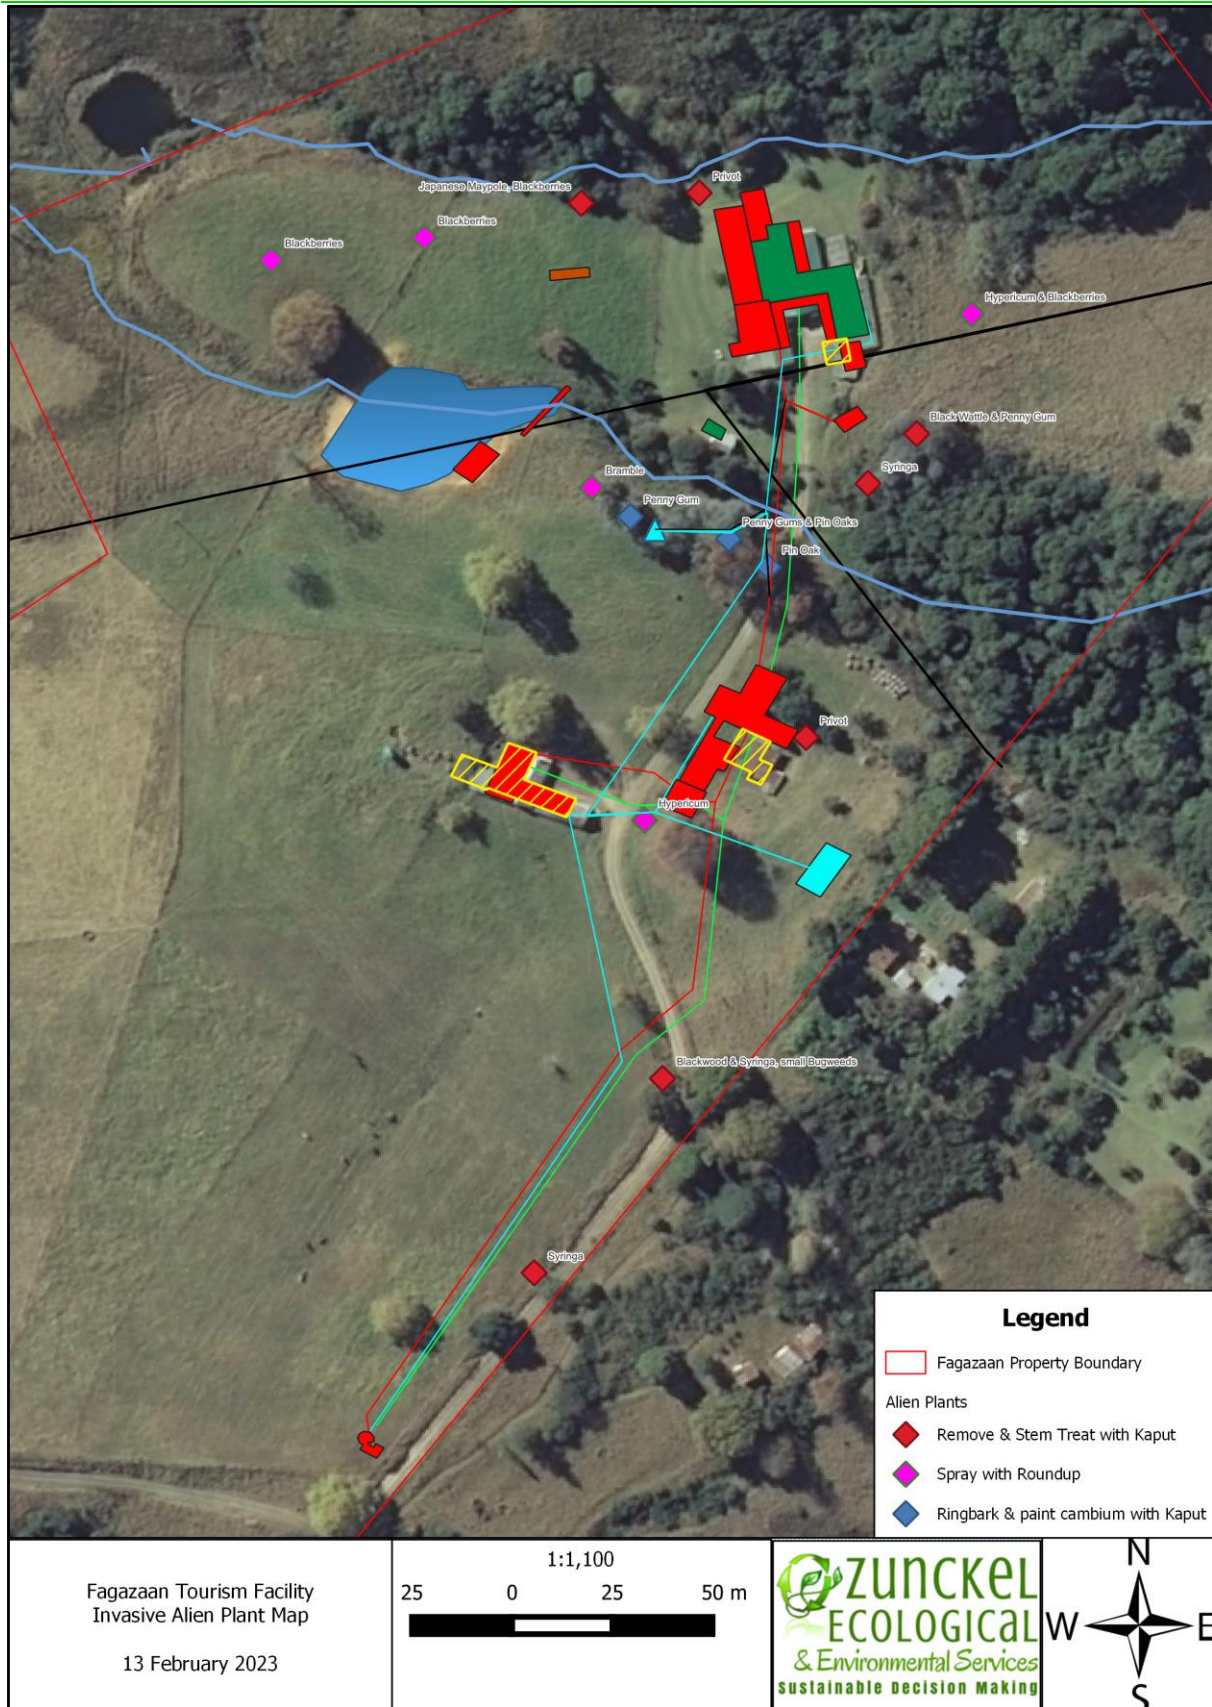 Privot
Japanese Maypole, Blackberries
Blackberries
Blackberries
Hypericum & Blackberries
Black Wattle & Penny Gum
Bramble
Syringa
Penny Gum
Penny Gums & Pin Oaks
Pin Oak
Privot
Hypericum
Blackwood & Syringa, small Bugweeds
Syringa
Legend
Fagazaan Property Boundary
Alien Plants
Remove & Stem Treat with Kaput
Spray with Roundup
Ringbark & paint cambium with Kaput
Fagazaan Tourism Facility
Invasive Alien Plant Map
13 February 2023
1:1,100
25 0 25 50 m
ZUNCKEL
ECOLOGICAL
& Environmental Services
Sustainable Decision Making
N
W E
S